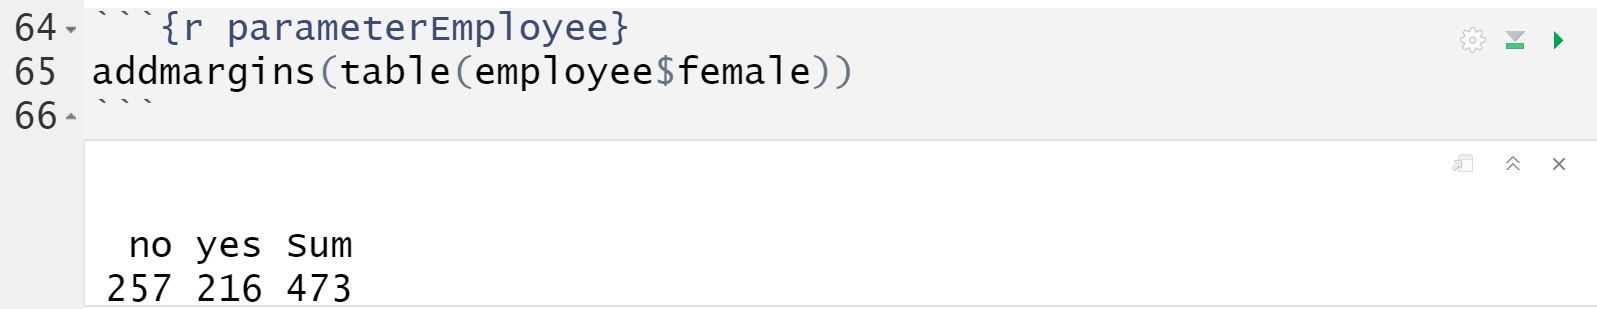 64 ```{r parameterEmployee}
65 addmargins(table(employee$female))
66 ```
no yes Sum
257 216 473